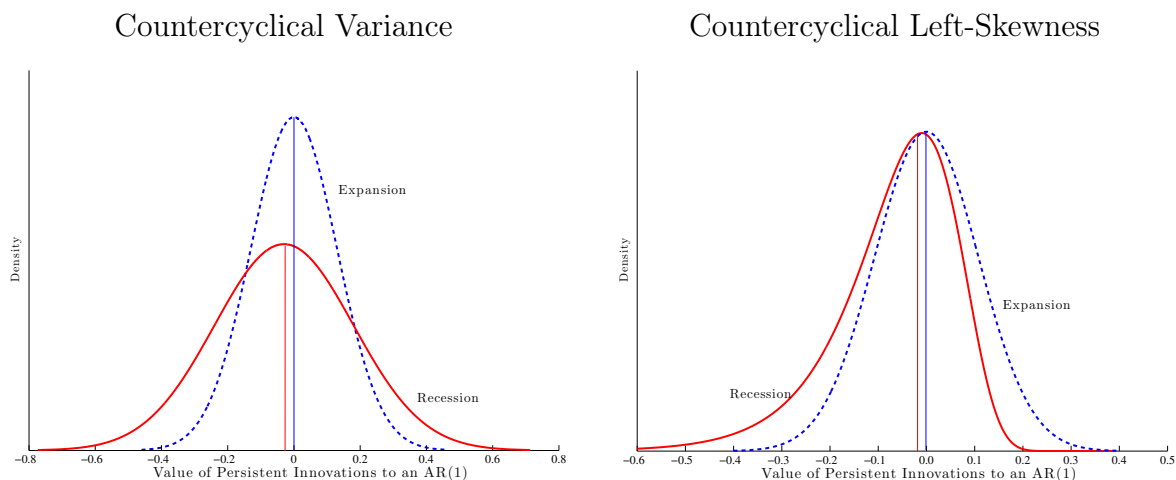 Countercyclical Variance
Density
Expansion
Recession
−0.8 −0.6 −0.4 −0.2 0 0.2 0.4 0.6 0.8
Value of Persistent Innovations to an AR(1)
Countercyclical Left-Skewness
Density
Expansion
Recession
−0.6 −0.5 −0.4 −0.3 −0.2 −0.1 0.0 0.1 0.2 0.3 0.4 0.5
Value of Persistent Innovations to an AR(1)